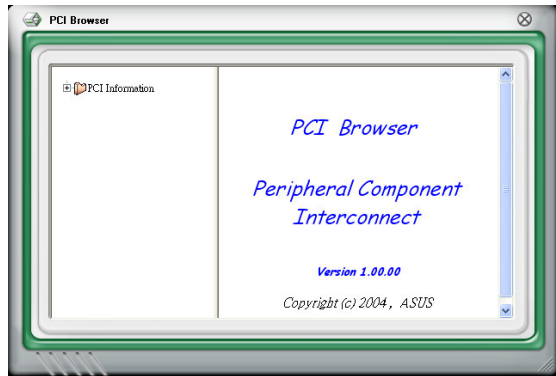 PCI Browser
PCI Information
PCI Browser
Peripheral Component
Interconnect
Version 1.00.00
Copyright (c) 2004, ASUS